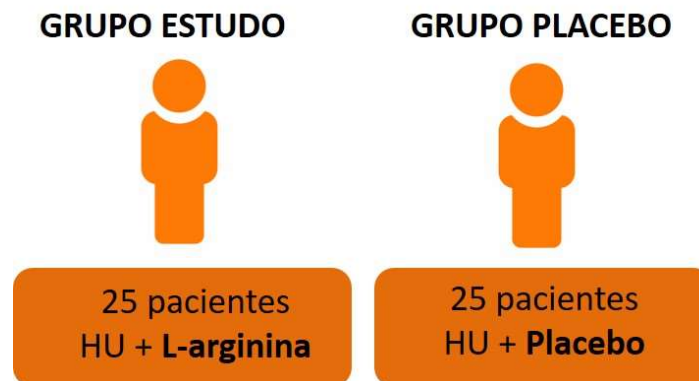 GRUPO ESTUDO
GRUPO PLACEBO
25 pacientes
HU + L-arginina
25 pacientes
HU + Placebo